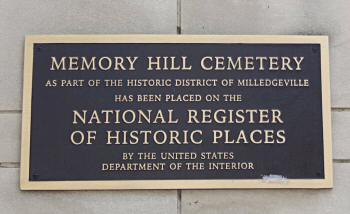 MEMORY HILL CEMETERY
AS PART OF THE HISTORIC DISTRICT OF MILLEDGEVILLE
HAS BEEN PLACED ON THE
NATIONAL REGISTER
OF HISTORIC PLACES
BY THE UNITED STATES
DEPARTMENT OF THE INTERIOR